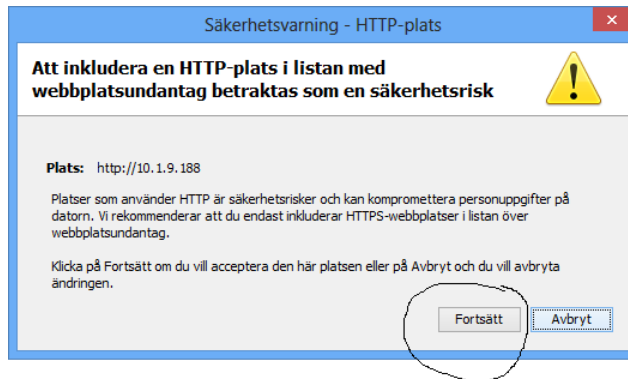 Säkerhetsvarning - HTTP-plats
Att inkludera en HTTP-plats i listan med
webbplatsundantag betraktas som en säkerhetsrisk
Plats: http://10.1.9.188
Platser som använder HTTP är säkerhetsrisker och kan kompromettera personuppgifter på
datorn. Vi rekommenderar att du endast inkluderar HTTPS-webbplatser i listan över
webbplatsundantag.
Klicka på Fortsätt om du vill acceptera den här platsen eller på Avbryt och du vill avbryta
ändringen.
Fortsätt Avbryt